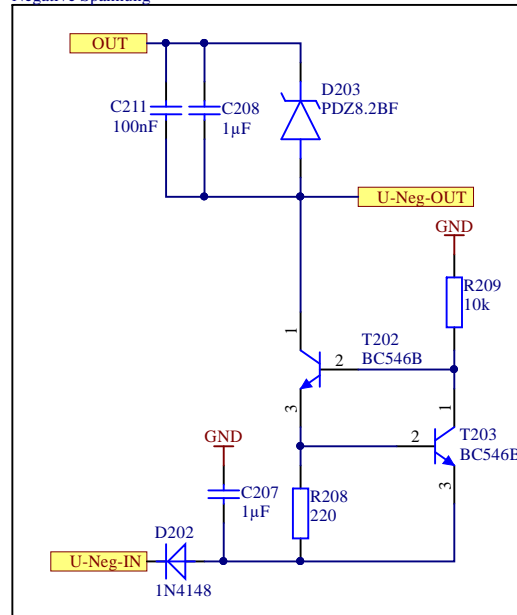 Negative Spannung
OUT
C211
100nF
C208
1µF
D203
PDZ8.2BF
U-Neg-OUT
GND
R209
10k
1
T202
BC546B
2
3
1
T203
BC546B
2
3
GND
C207
1µF
R208
220
D202
U-Neg-IN
1N4148